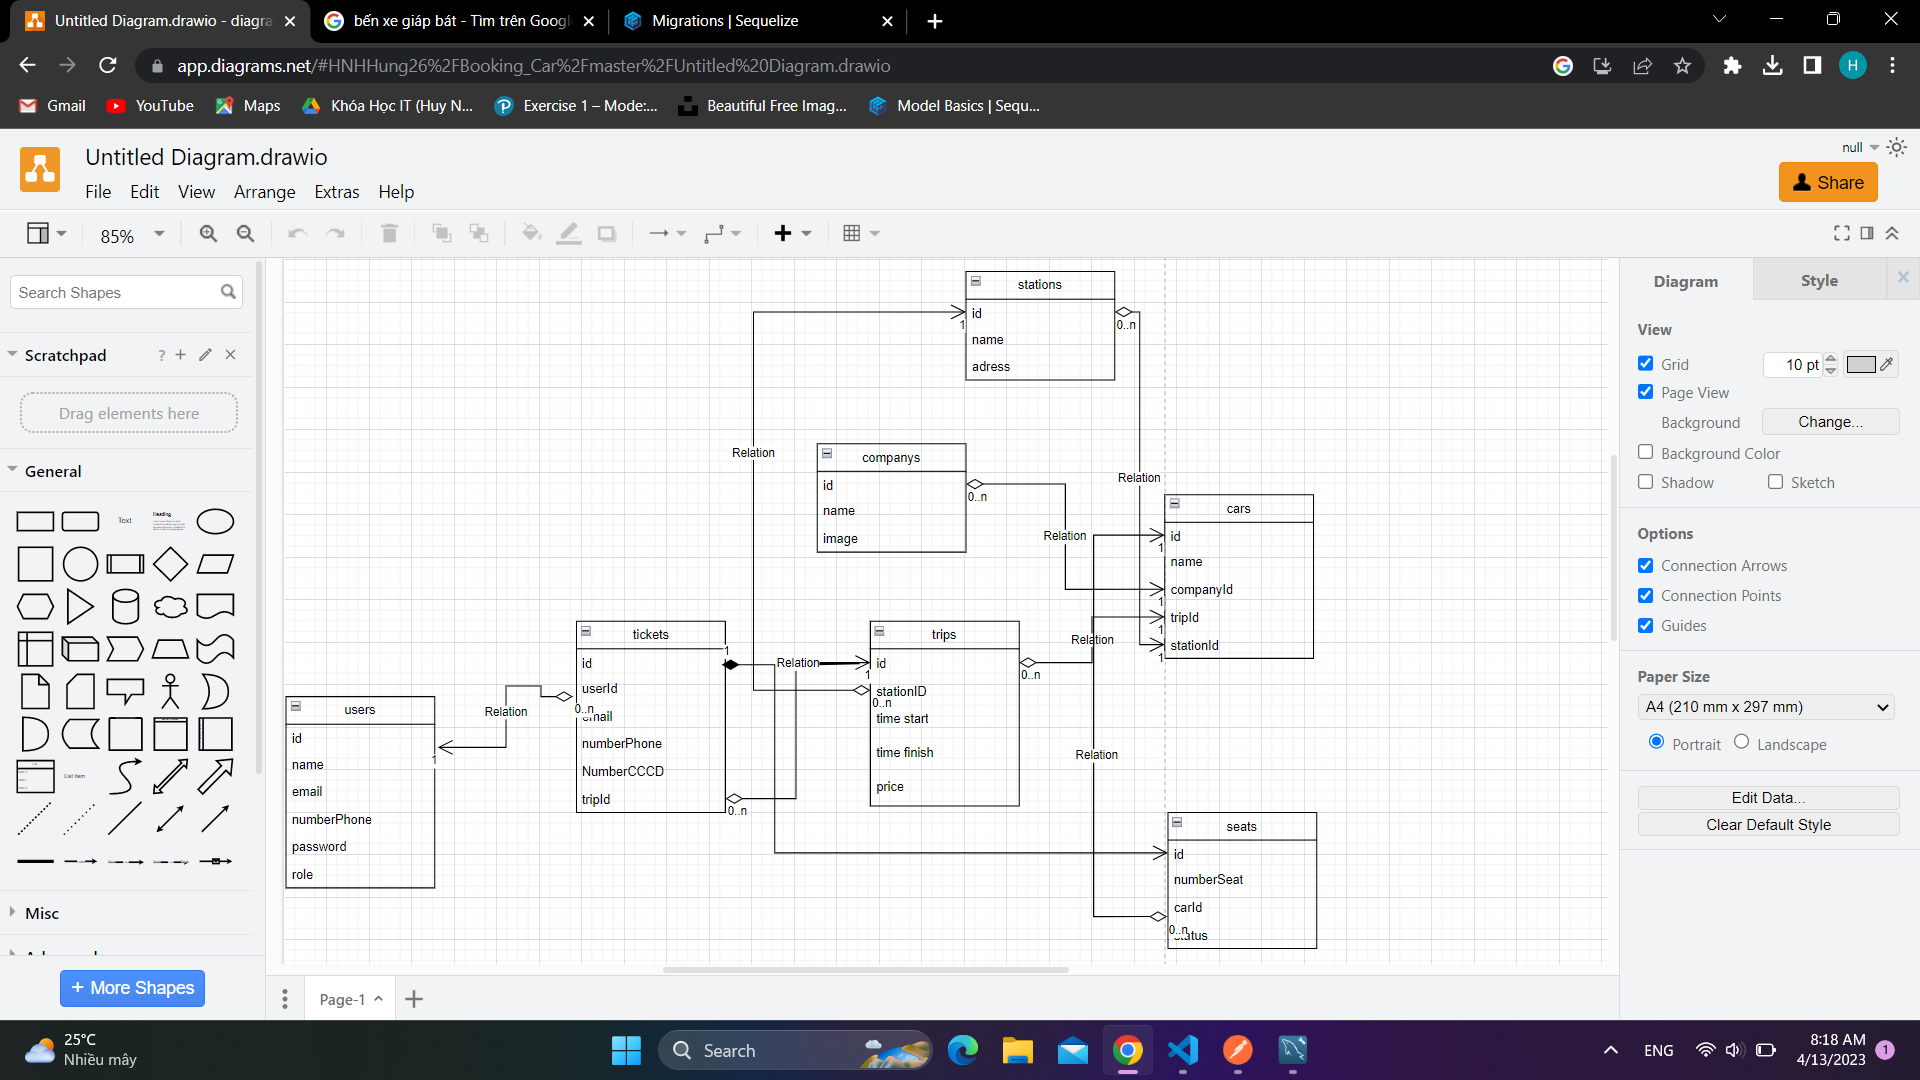 Untitled Diagram.drawio - diagra
bến xe giáp bát - Tìm trên Googl
Migrations | Sequelize
app.diagrams.net/#HNHHung26%2FBooking_Car%2Fmaster%2FUntitled%20Diagram.drawio
H
Gmail
YouTube
Maps
Khóa Học IT (Huy N...
Exercise 1 – Mode:...
Beautiful Free Imag...
Model Basics | Sequ...
Untitled Diagram.drawio
null
File Edit View Arrange Extras Help
Share
85%
Search Shapes
Scratchpad
?
Drag elements here
General
Text
Heading
List Item
Misc
+ More Shapes
stations
id
name
adress
1
0..n
Relation
companys
id
name
image
0..n
Relation
Relation
cars
id
1
name
companyId
1
tripId
1
stationId
1
tickets
id
userId
0..n
email
numberPhone
NumberCCCD
tripId
1
0..n
Relation
trips
id
1
stationID
0..n
time start
time finish
price
0..n
Relation
Relation
users
id
name
email
numberPhone
password
role
1
Relation
seats
id
numberSeat
carId
0..n
status
Page-1
Diagram
Style
View
Grid
10 pt
Page View
Background
Change...
Background Color
Shadow
Sketch
Options
Connection Arrows
Connection Points
Guides
Paper Size
A4 (210 mm x 297 mm)
Portrait
Landscape
Edit Data...
Clear Default Style
25°C
Nhiều mây
Search
ENG
8:18 AM
4/13/2023
1